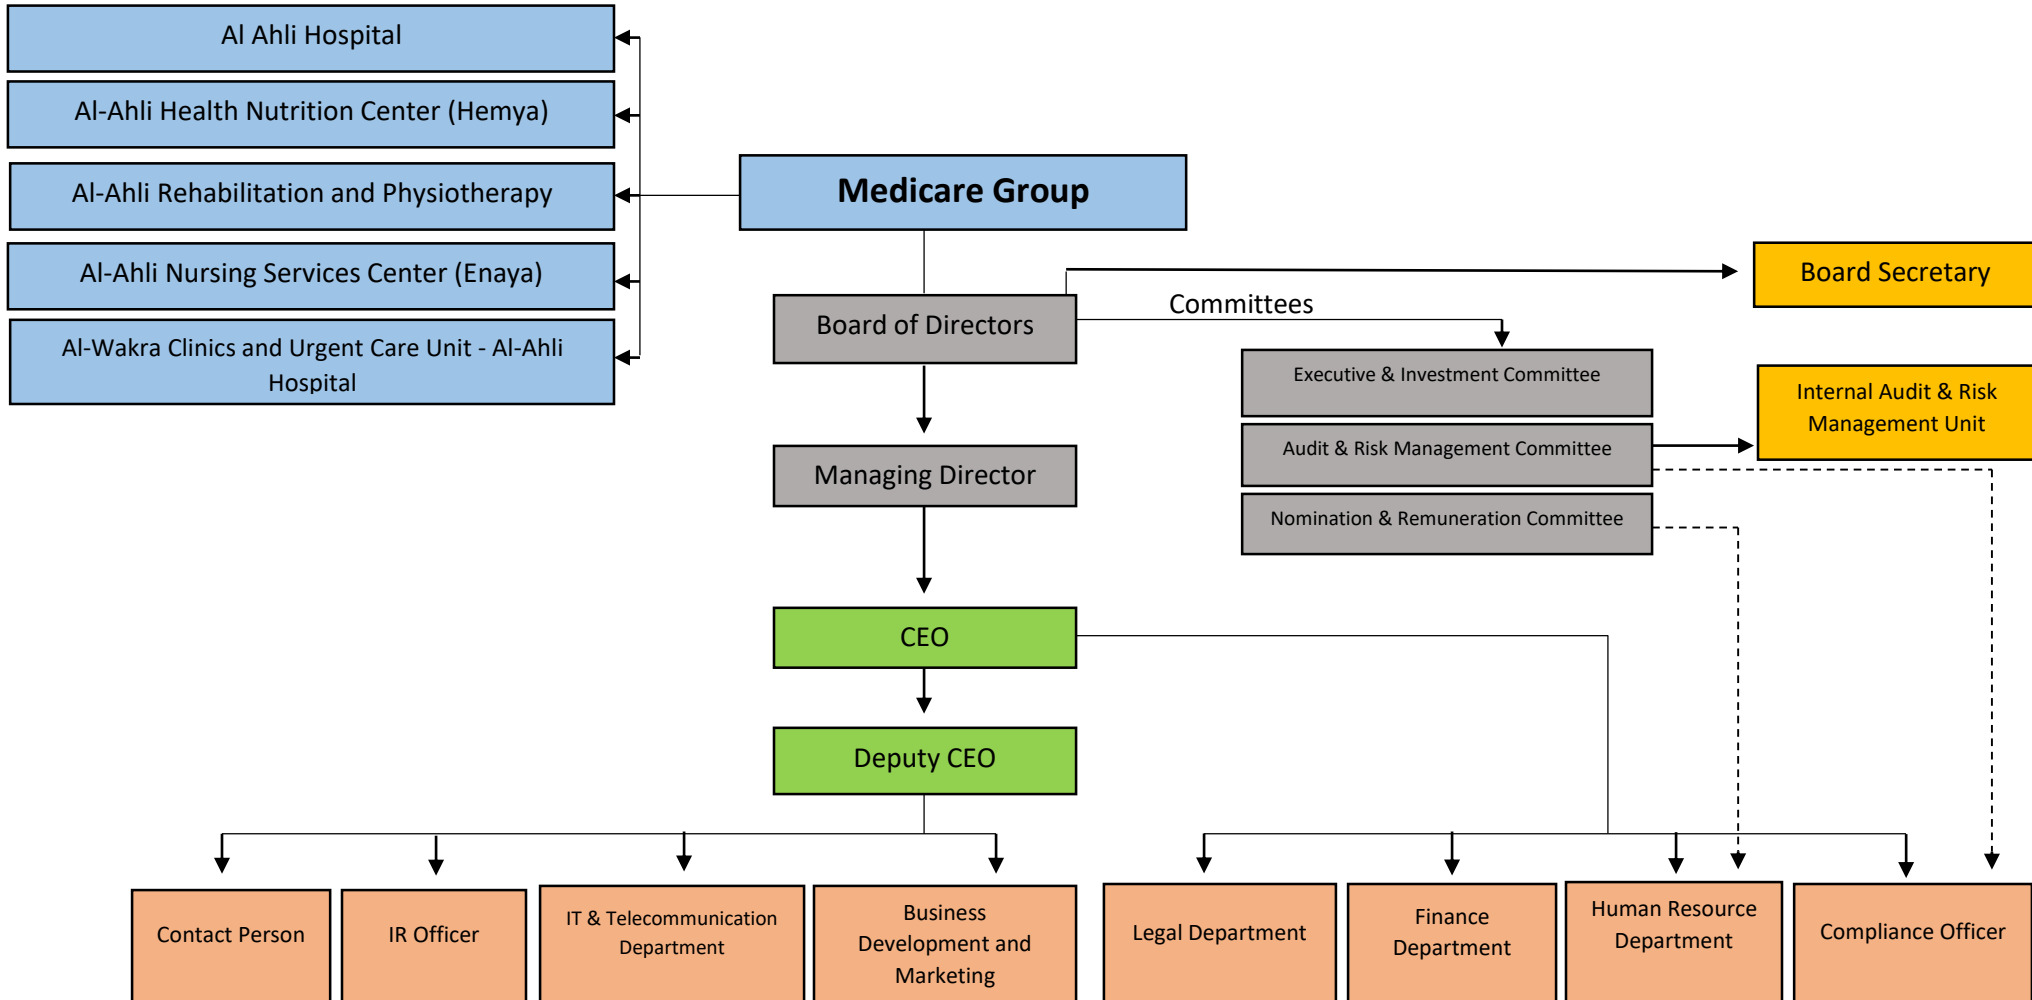 Al Ahli Hospital
Al-Ahli Health Nutrition Center (Hemya)
Al-Ahli Rehabilitation and Physiotherapy
Al-Ahli Nursing Services Center (Enaya)
Al-Wakra Clinics and Urgent Care Unit - Al-Ahli
Hospital
Medicare Group
Board of Directors
Committees
Board Secretary
Executive & Investment Committee
Audit & Risk Management Committee
Nomination & Remuneration Committee
Internal Audit & Risk
Management Unit
Managing Director
CEO
Deputy CEO
Contact Person
IR Officer
IT & Telecommunication
Department
Business
Development and
Marketing
Legal Department
Finance
Department
Human Resource
Department
Compliance Officer